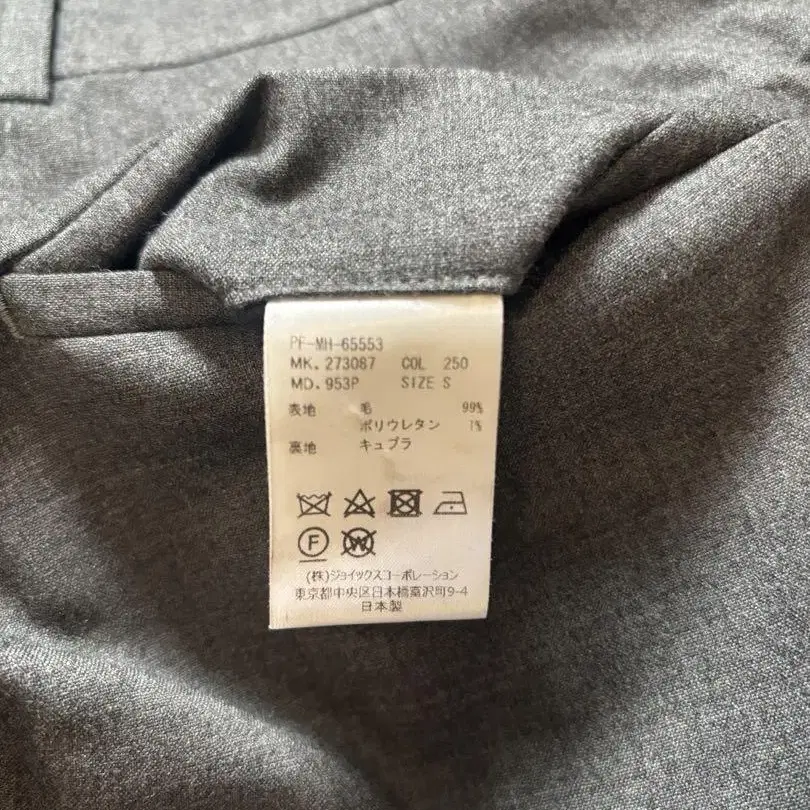 PF-MH-65553
MK. 273087 COL 250
MD. 953P SIZE S
表地 毛 99%
ポリウレタン 1%
裏地 キュプラ
F W
(株)ジョイックスコーポレーション
東京都中央区日本橋富沢町9-4
日本製